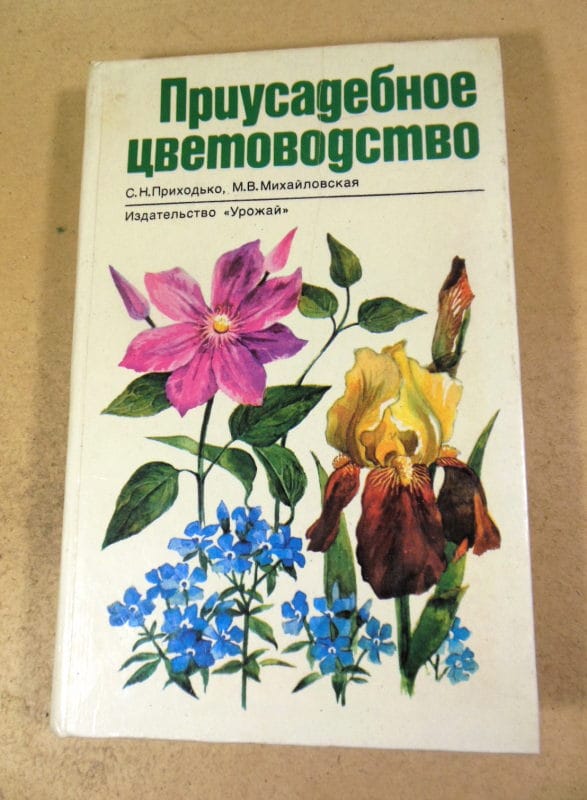 Приусадебное
цветоводство
С.Н.Приходько, М.В.Михайловская
Издательство «Урожай»